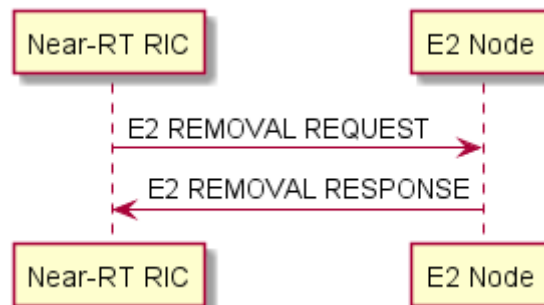 Near-RT RIC
E2 Node
E2 REMOVAL REQUEST
E2 REMOVAL RESPONSE
Near-RT RIC
E2 Node